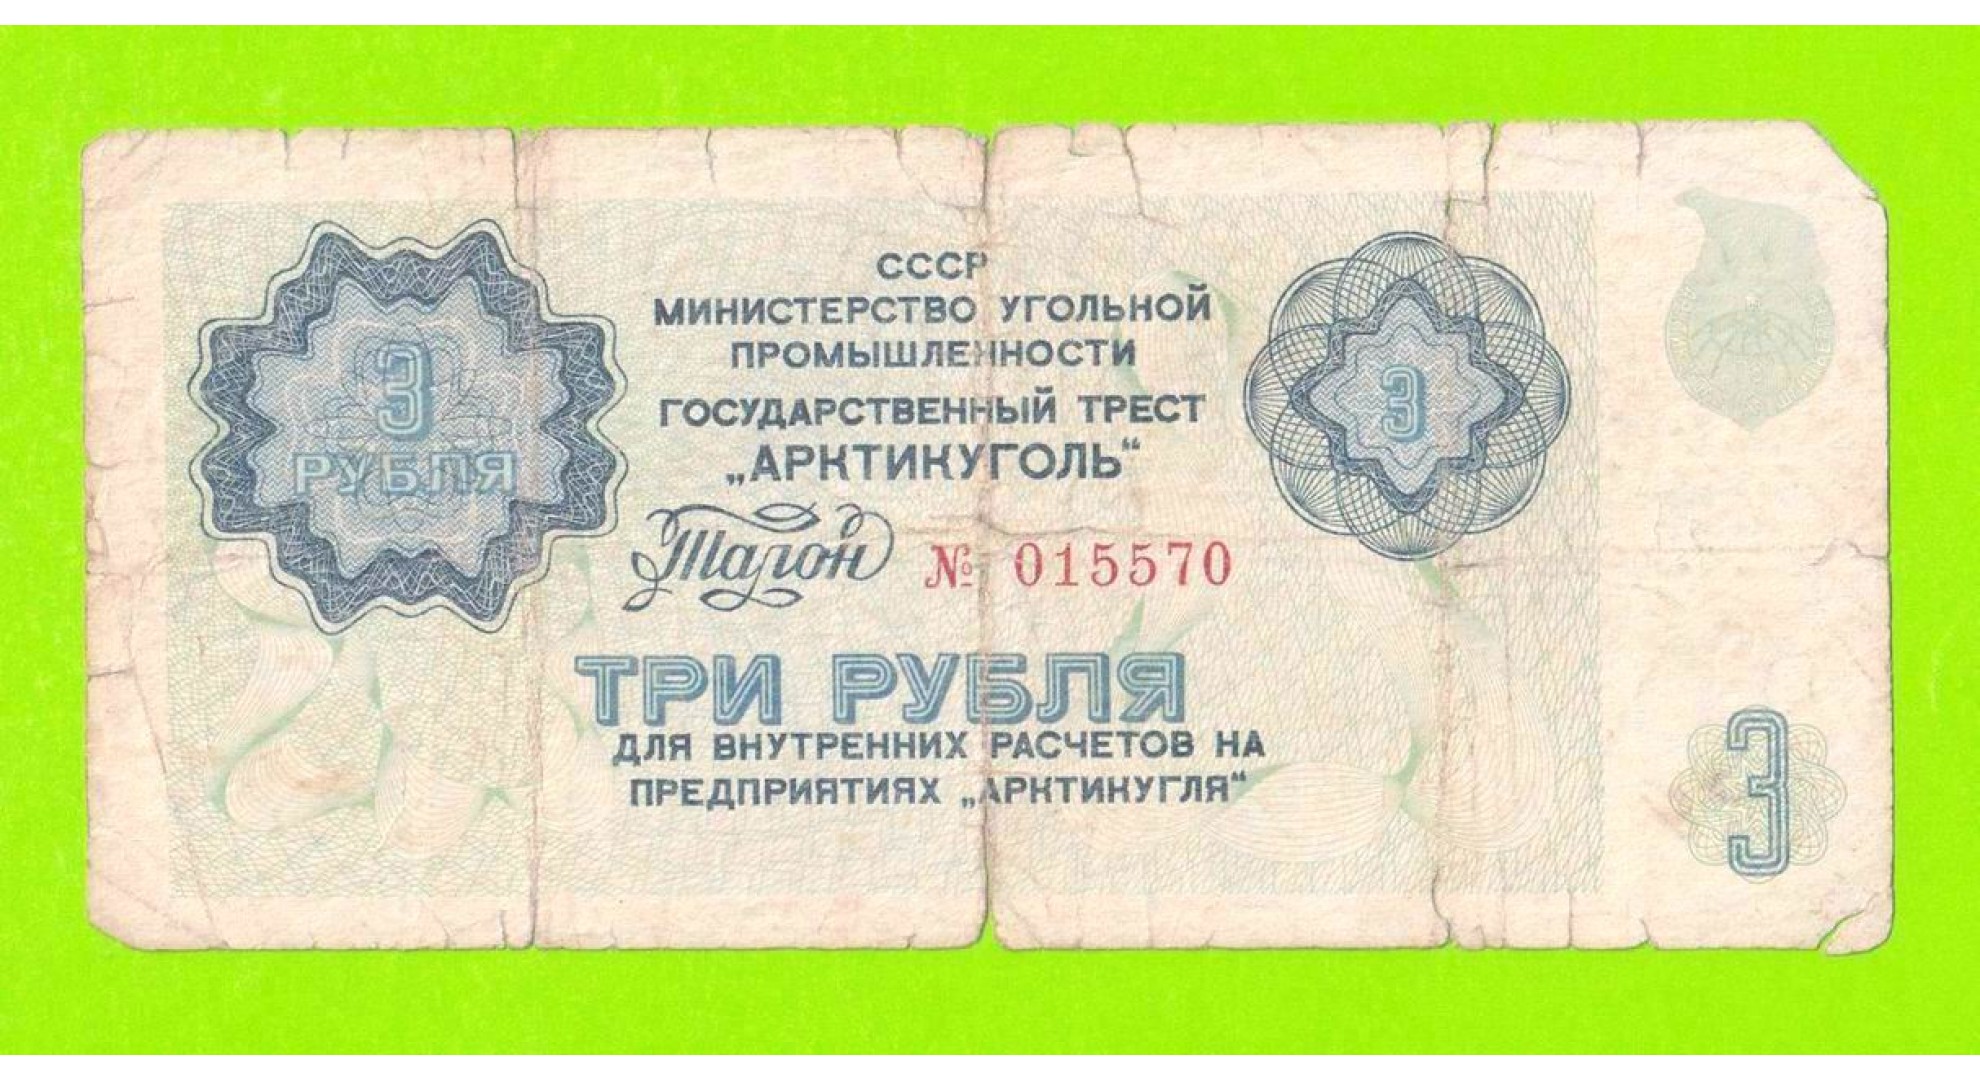 СССР
МИНИСТЕРСТВО УГОЛЬНОЙ
ПРОМЫШЛЕННОСТИ
ГОСУДАРСТВЕННЫЙ ТРЕСТ
„АРКТИКУГОЛЬ“
3
РУБЛЯ
3
Талон № 015570
ТРИ РУБЛЯ
ДЛЯ ВНУТРЕННИХ РАСЧЕТОВ НА
ПРЕДПРИЯТИЯХ „АРКТИКУГЛЯ“
3